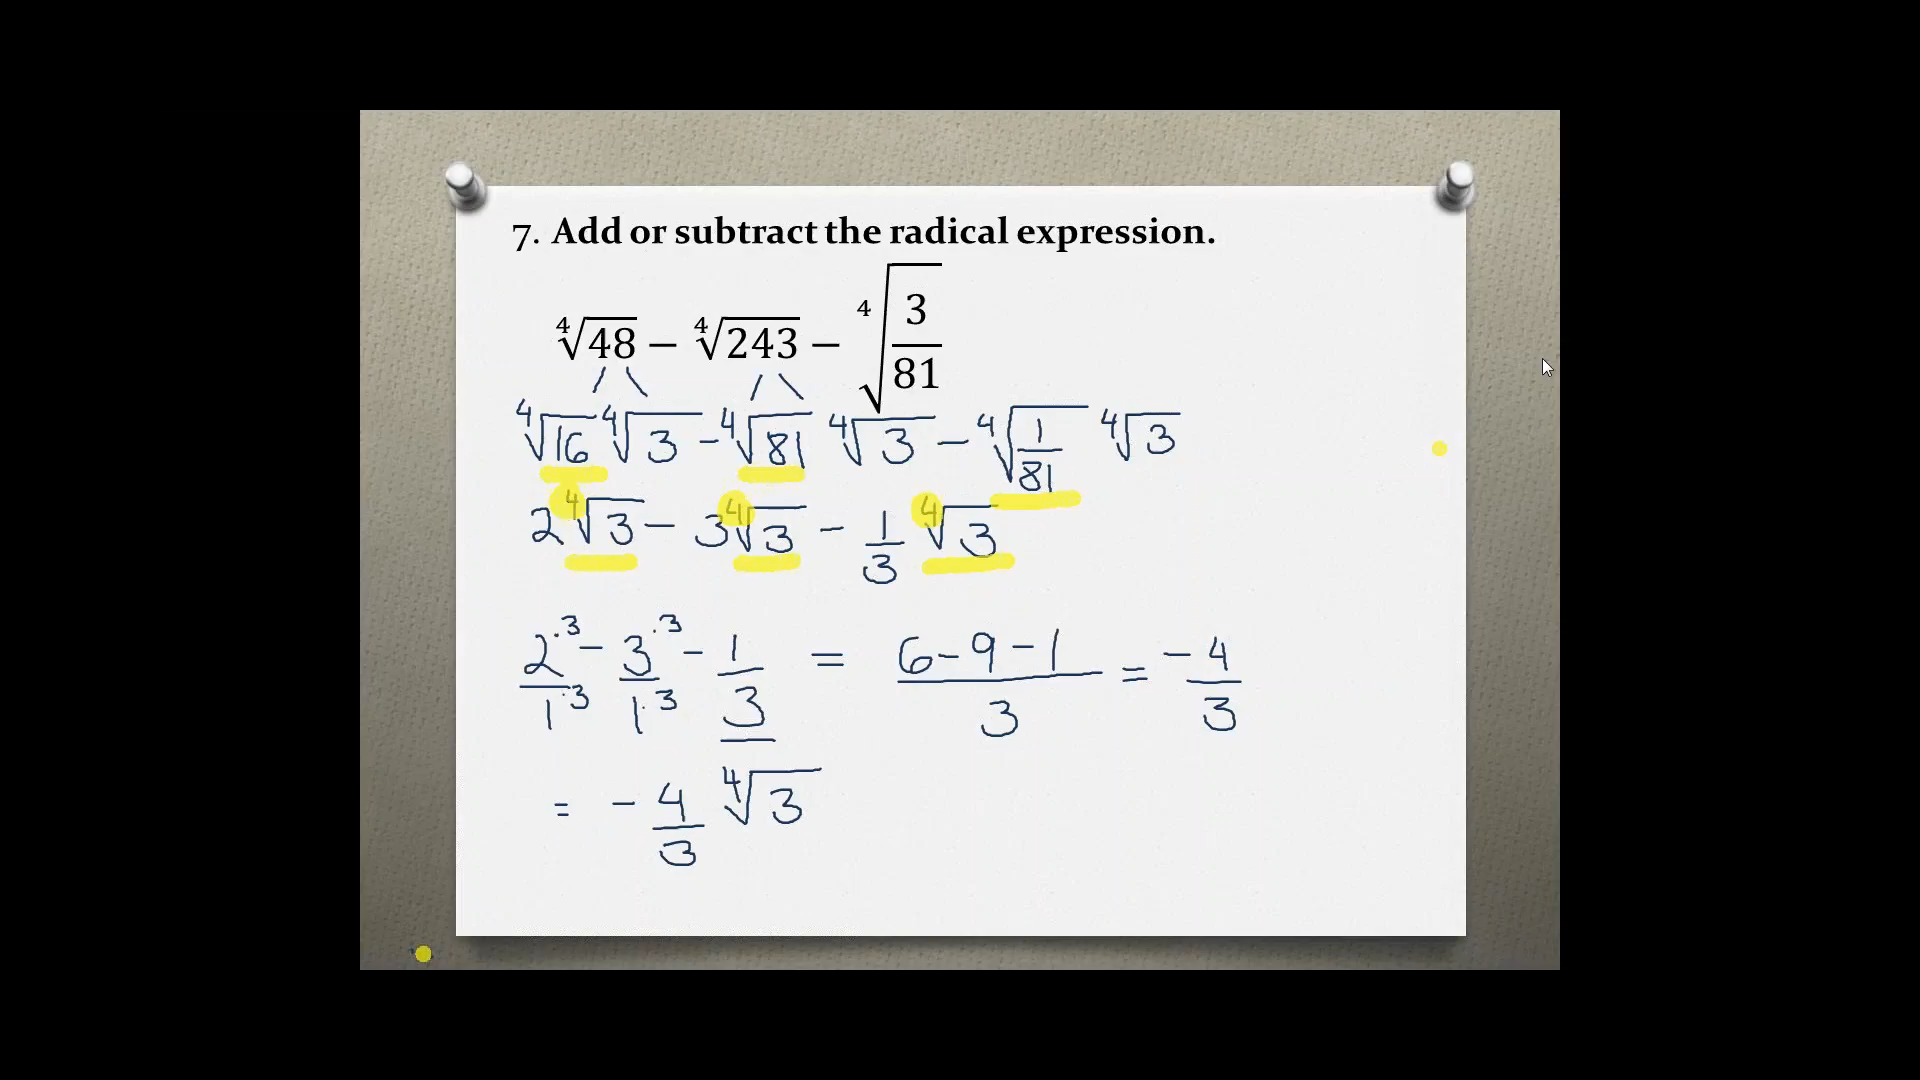 7. Add or subtract the radical expression.
∜48 − ∜243 − ∜(3/81)
∜16 ∜3 − ∜81 ∜3 − ∜(1/81) ∜3
2∜3 − 3∜3 − 1/3 ∜3
2·3/1·3 − 3·3/1·3 − 1/3 = (6−9−1)/3 = −4/3
= −4/3 ∜3